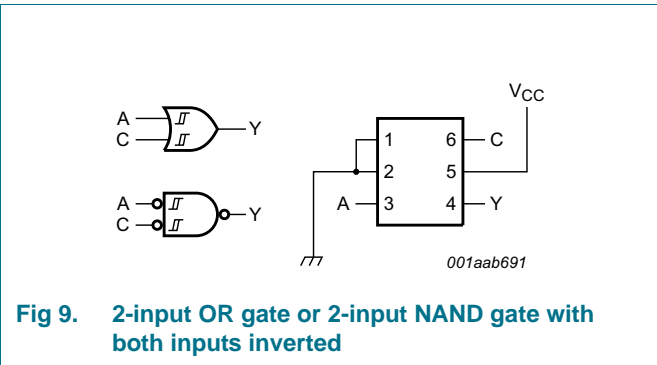 A
C
Y
A
C
Y
VCC
1
2
3
6
5
4
C
A
Y
001aab691
Fig 9. 2-input OR gate or 2-input NAND gate with
both inputs inverted